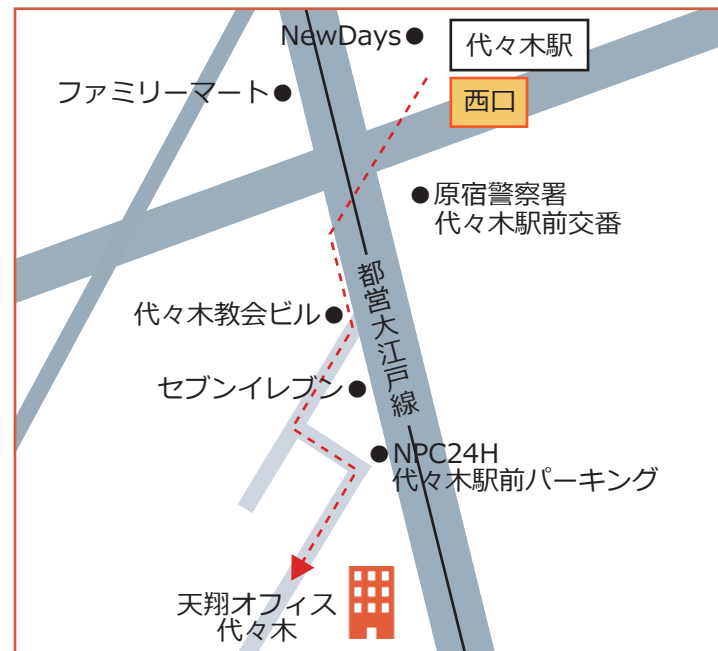 NewDays
代々木駅
西口
ファミリーマート
原宿警察署
代々木駅前交番
都営大江戸線
代々木教会ビル
セブンイレブン
NPC24H
代々木駅前パーキング
天翔オフィス
代々木